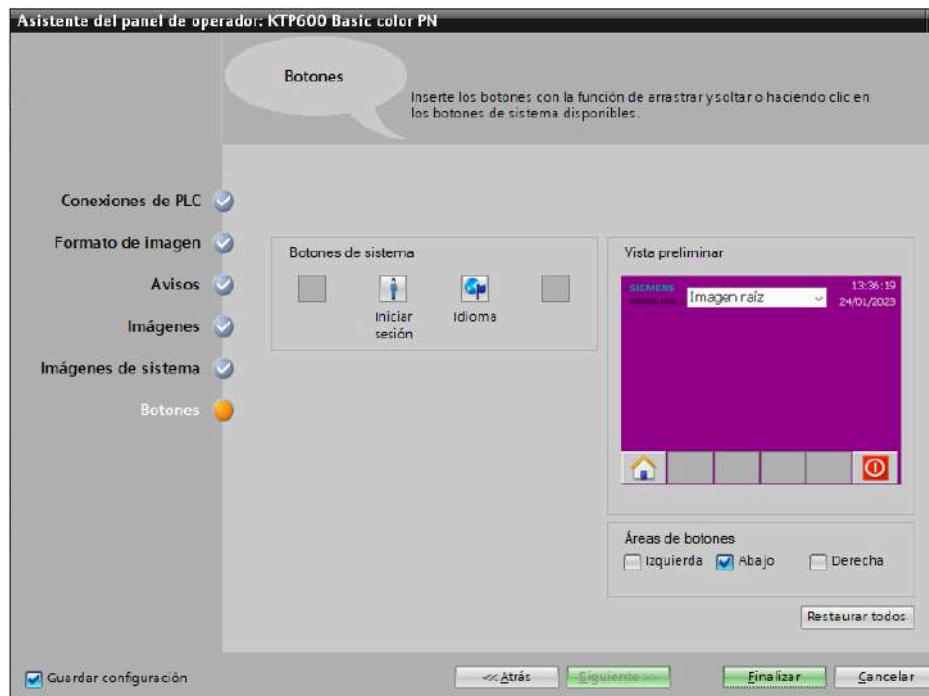 Asistente del panel de operador: KTP600 Basic color PN
Botones
Inserte los botones con la función de arrastrar y soltar o haciendo clic en
los botones de sistema disponibles.
Conexiones de PLC
Formato de imagen
Avisos
Imágenes
Imágenes de sistema
Botones
Botones de sistema
Iniciar
sesión
Idioma
Vista preliminar
SIEMENS
Imagen raíz
13:36:19
24/01/2023
Áreas de botones
Izquierda
Abajo
Derecha
Restaurar todos
Guardar configuración
<< Atrás
Siguiente >>
Finalizar
Cancelar